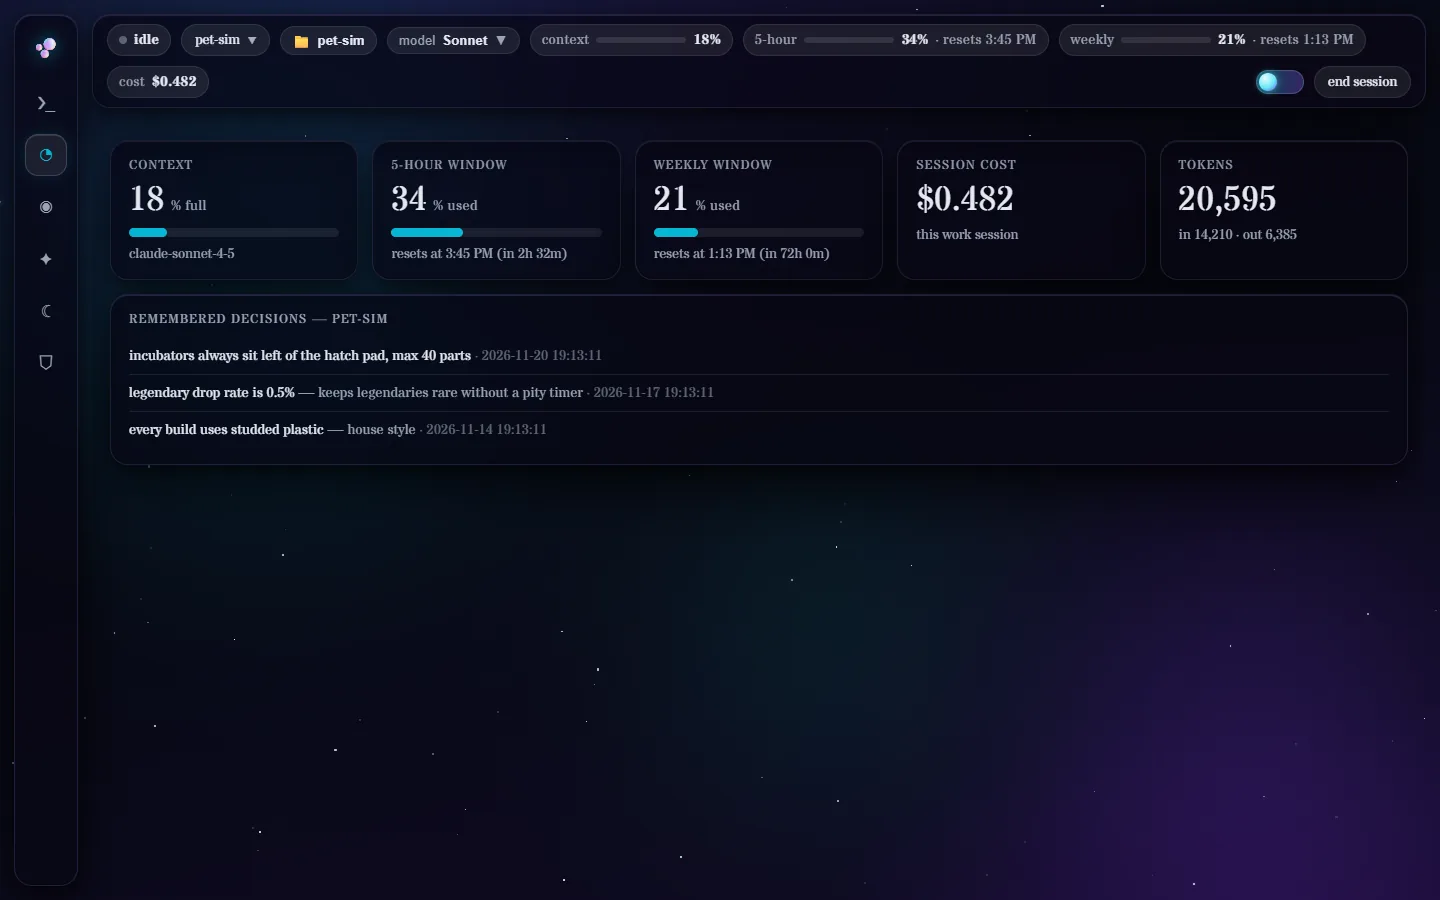 idle
pet-sim ▼
pet-sim
model Sonnet ▼
context 18%
5-hour 34% · resets 3:45 PM
weekly 21% · resets 1:13 PM
cost $0.482
end session
CONTEXT
18 % full
claude-sonnet-4-5
5-HOUR WINDOW
34 % used
resets at 3:45 PM (in 2h 32m)
WEEKLY WINDOW
21 % used
resets at 1:13 PM (in 72h 0m)
SESSION COST
$0.482
this work session
TOKENS
20,595
in 14,210 · out 6,385
REMEMBERED DECISIONS — PET-SIM
incubators always sit left of the hatch pad, max 40 parts · 2026-11-20 19:13:11
legendary drop rate is 0.5% — keeps legendaries rare without a pity timer · 2026-11-17 19:13:11
every build uses studded plastic — house style · 2026-11-14 19:13:11